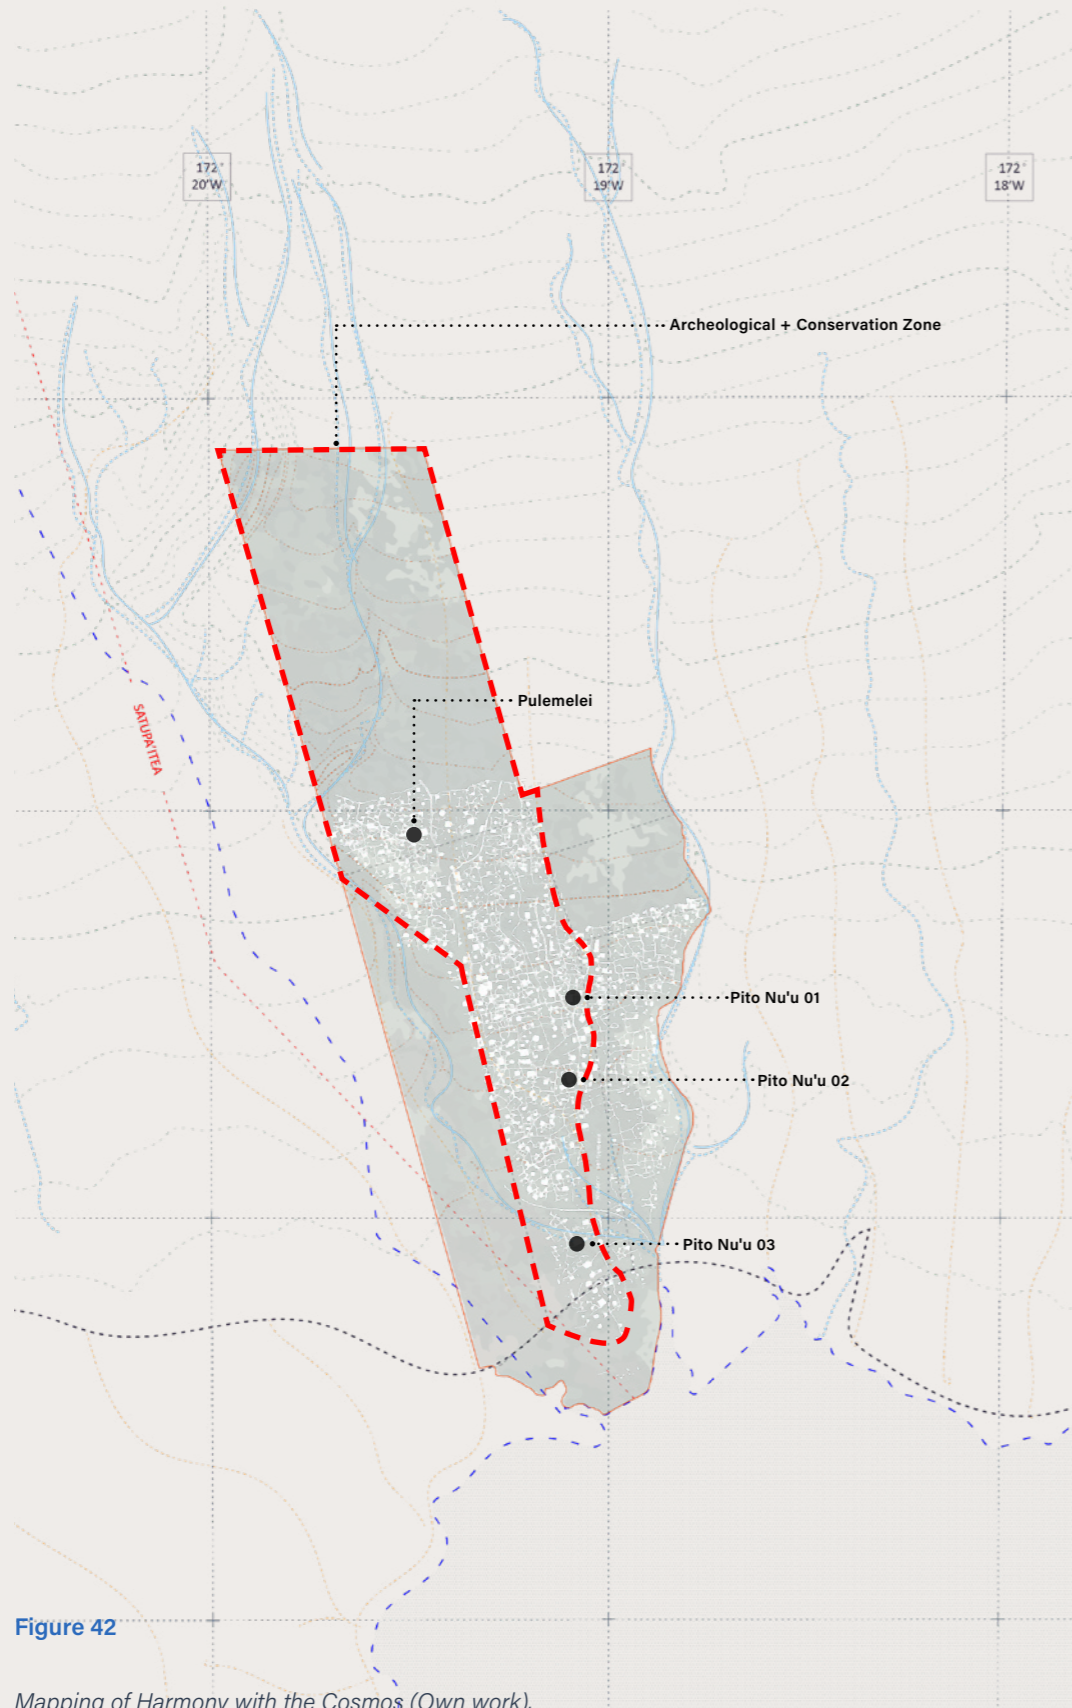 172°
20'W
172°
19'W
172°
18'W
Archeological + Conservation Zone
Pulemelei
SATUPA'ITEA
Pito Nu'u 01
Pito Nu'u 02
Pito Nu'u 03
Figure 42
Mapping of Harmony with the Cosmos (Own work).